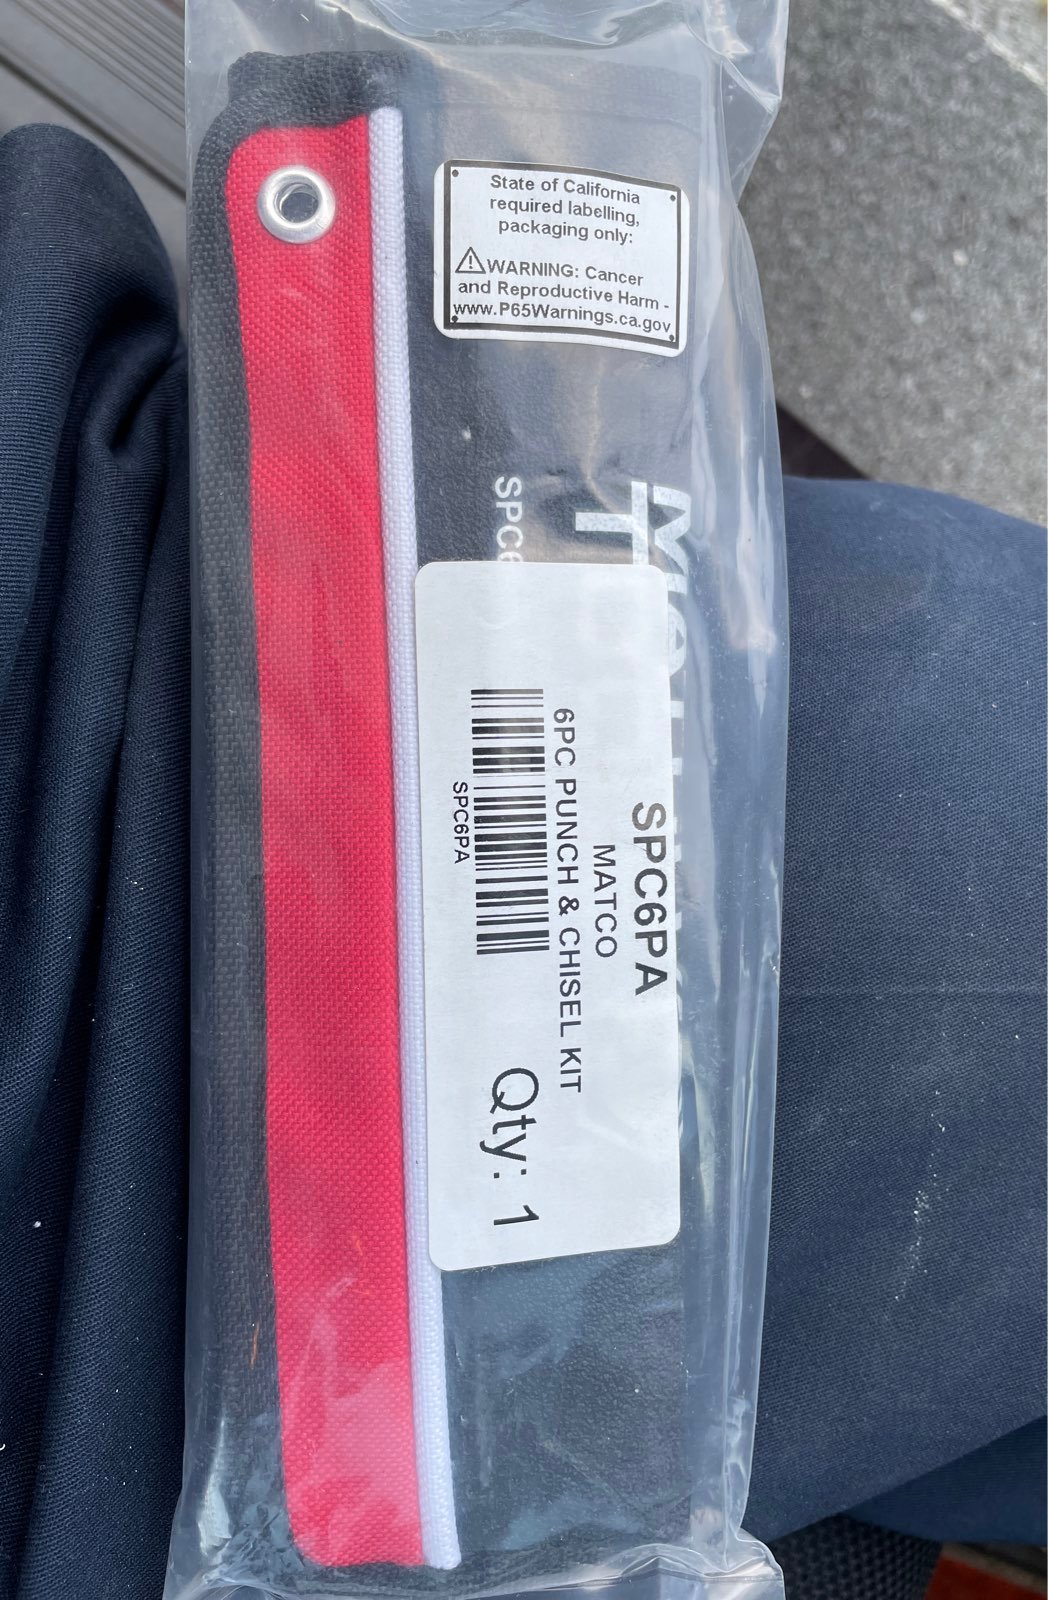 State of California
required labelling,
packaging only:
⚠WARNING: Cancer
and Reproductive Harm -
www.P65Warnings.ca.gov
SPC6PA
MATCO
6PC PUNCH & CHISEL KIT
SPC6PA
Qty: 1